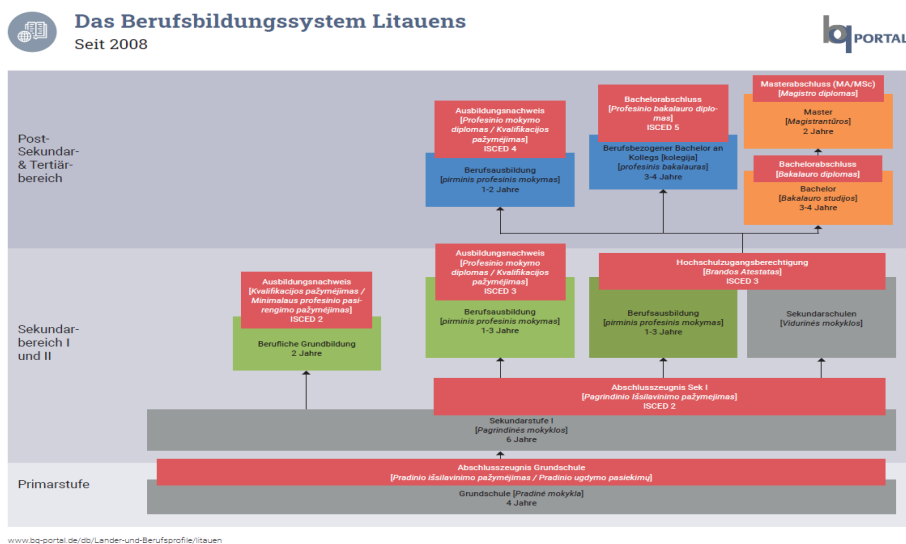 Das Berufsbildungssystem Litauens
Seit 2008
bq PORTAL
Post-
Sekundar-
& Tertiär-
bereich
Ausbildungsnachweis
[Profesinio mokymo
diplomas / Kvalifikacijos
pažymėjimas]
ISCED 4
Berufsausbildung
[pirminis profesinis mokymas]
1-2 Jahre
Bachelorabschluss
[Profesinio bakalauro diplo-
mas]
ISCED 5
Berufsbezogener Bachelor an
Kollegs [kolegija]
[profesinis bakalauras]
3-4 Jahre
Masterabschluss (MA/MSc)
[Magistro diplomas]
Master
[Magistrantūros]
2 Jahre
Bachelorabschluss
[Bakalauro diplomas]
Bachelor
[Bakalauro studijos]
3-4 Jahre
Sekundar-
bereich I
und II
Ausbildungsnachweis
[Kvalifikacijos pažymėjimas /
Minimalaus profesinio pasi-
rengimo pažymėjimas]
ISCED 2
Berufliche Grundbildung
2 Jahre
Ausbildungsnachweis
[Profesinio mokymo
diplomas / Kvalifikacijos
pažymėjimas]
ISCED 3
Berufsausbildung
[pirminis profesinis mokymas]
1-3 Jahre
Hochschulzugangsberechtigung
[Brandos Atestatas]
ISCED 3
Berufsausbildung
[pirminis profesinis mokymas]
1-3 Jahre
Sekundarschulen
[Vidurinės mokyklos]
Abschlusszeugnis Sek I
[Pagrindinio Išsilavinimo pažymejimas]
ISCED 2
Sekundarstufe I
[Pagrindinės mokyklos]
6 Jahre
Primarstufe
Abschlusszeugnis Grundschule
[Pradinio išsilavinimo pažymėjimas / Pradinio ugdymo pasiekimų]
Grundschule [Pradinė mokykla]
4 Jahre
www.bq-portal.de/db/Lander-und-Berufsprofile/litauen